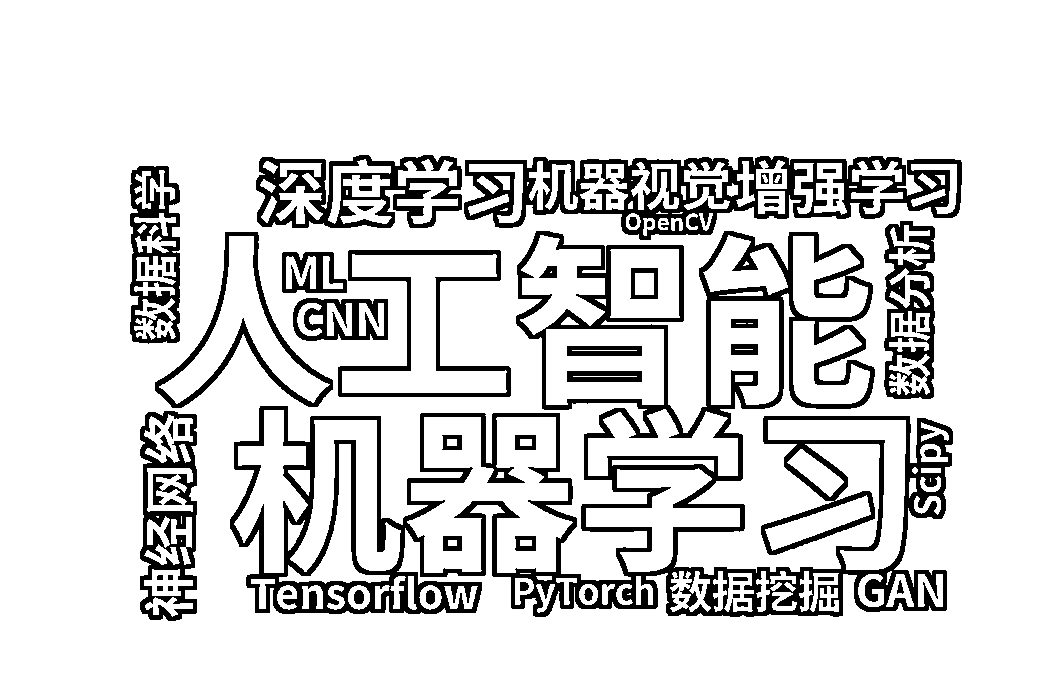 深度学习 机器视觉 增强学习
OpenCV
数据科学
人工智能
ML
CNN
数据分析
机器学习
神经网络
Scipy
Tensorflow PyTorch 数据挖掘 GAN